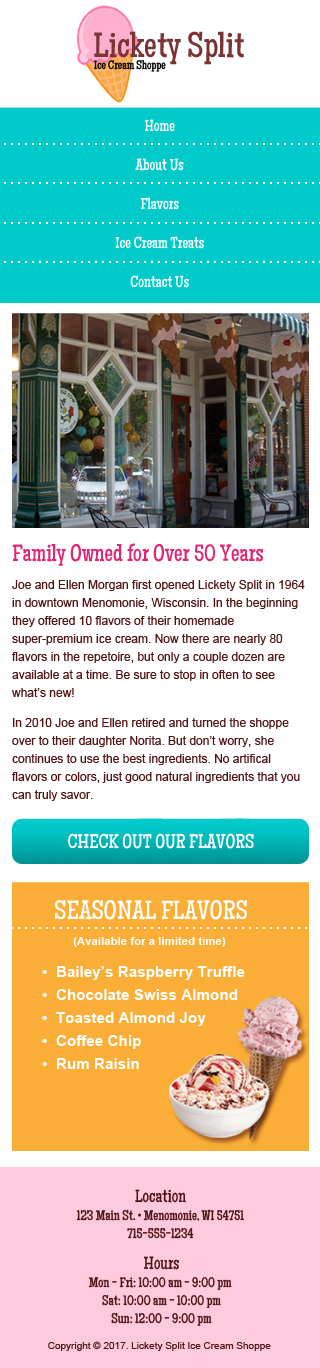 Lickety Split
Ice Cream Shoppe
Home
About Us
Flavors
Ice Cream Treats
Contact Us
Family Owned for Over 50 Years
Joe and Ellen Morgan first opened Lickety Split in 1964
in downtown Menomonie, Wisconsin. In the beginning
they offered 10 flavors of their homemade
super-premium ice cream. Now there are nearly 80
flavors in the repetoire, but only a couple dozen are
available at a time. Be sure to stop in often to see
what's new!
In 2010 Joe and Ellen retired and turned the shoppe
over to their daughter Norita. But don't worry, she
continues to use the best ingredients. No artifical
flavors or colors, just good natural ingredients that you
can truly savor.
CHECK OUT OUR FLAVORS
SEASONAL FLAVORS
(Available for a limited time)
• Bailey's Raspberry Truffle
• Chocolate Swiss Almond
• Toasted Almond Joy
• Coffee Chip
• Rum Raisin
Location
123 Main St. • Menomonie, WI 54751
715-555-1234
Hours
Mon - Fri: 10:00 am - 9:00 pm
Sat: 10:00 am - 10:00 pm
Sun: 12:00 - 9:00 pm
Copyright © 2017. Lickety Split Ice Cream Shoppe